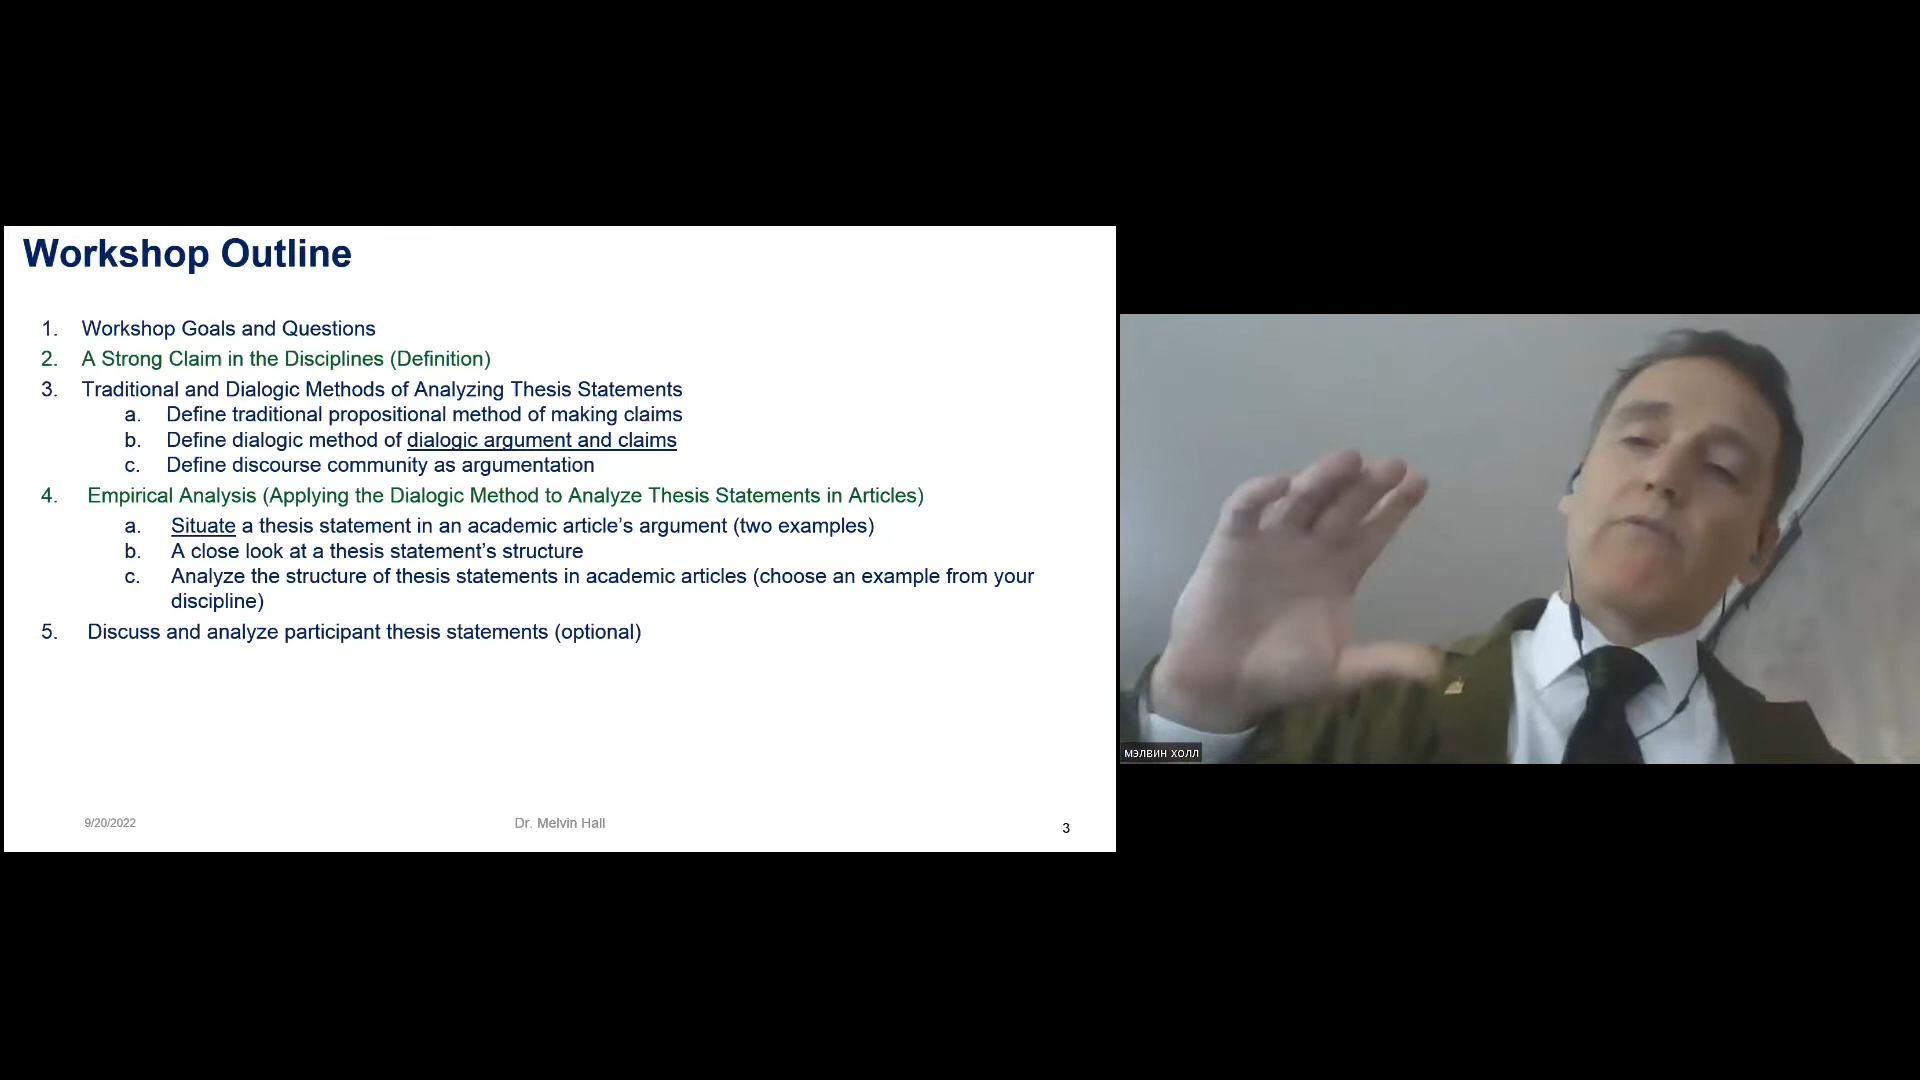 Workshop Outline
1. Workshop Goals and Questions
2. A Strong Claim in the Disciplines (Definition)
3. Traditional and Dialogic Methods of Analyzing Thesis Statements
a. Define traditional propositional method of making claims
b. Define dialogic method of dialogic argument and claims
c. Define discourse community as argumentation
4. Empirical Analysis (Applying the Dialogic Method to Analyze Thesis Statements in Articles)
a. Situate a thesis statement in an academic article’s argument (two examples)
b. A close look at a thesis statement’s structure
c. Analyze the structure of thesis statements in academic articles (choose an example from your
discipline)
5. Discuss and analyze participant thesis statements (optional)
9/20/2022
Dr. Melvin Hall
3
мэлвин холл